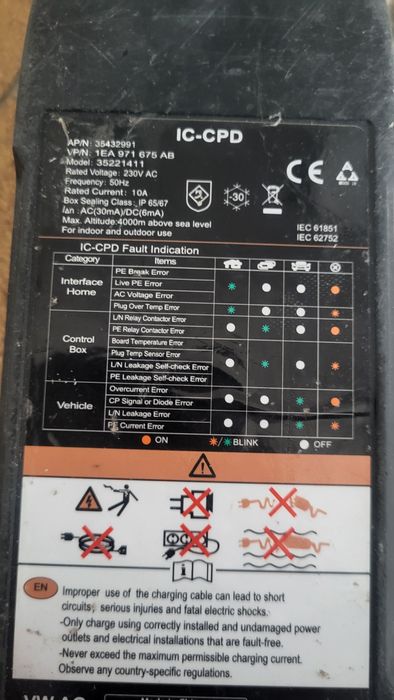 IC-CPD
AP/N: 35432991
VP/N: 1EA 971 675 AB
Model: 35221411
Rated Voltage: 230V AC
Frequency: 50Hz
Rated Current: 10A
Box Sealing Class: IP 65/67
I∆n :AC(30mA)/DC(6mA)
Max. Altitude:4000m above sea level
For indoor and outdoor use
-30
CE
IEC 61851
IEC 62752
IC-CPD Fault Indication
Category Error
Interface Home
PE Break Error
Live PE Error
AC Voltage Error
Plug Over Temp Error
Control Box
L/N Relay Contactor Error
PE Relay Contactor Error
Board Temperature Error
Plug Temp Sensor Error
L/N Leakage Self-check Error
PE Leakage Self-check Error
Vehicle
Overcurrent Error
CP Signal or Diode Error
L/N Leakage Error
PE Current Error
ON BLINK OFF
EN
Improper use of the charging cable can lead to short
circuits, serious injuries and fatal electric shocks.
-Only charge using correctly installed and undamaged power
outlets and electrical installations that are fault-free.
-Never exceed the maximum permissible charging current.
Observe any country-specific regulations.
VW AG